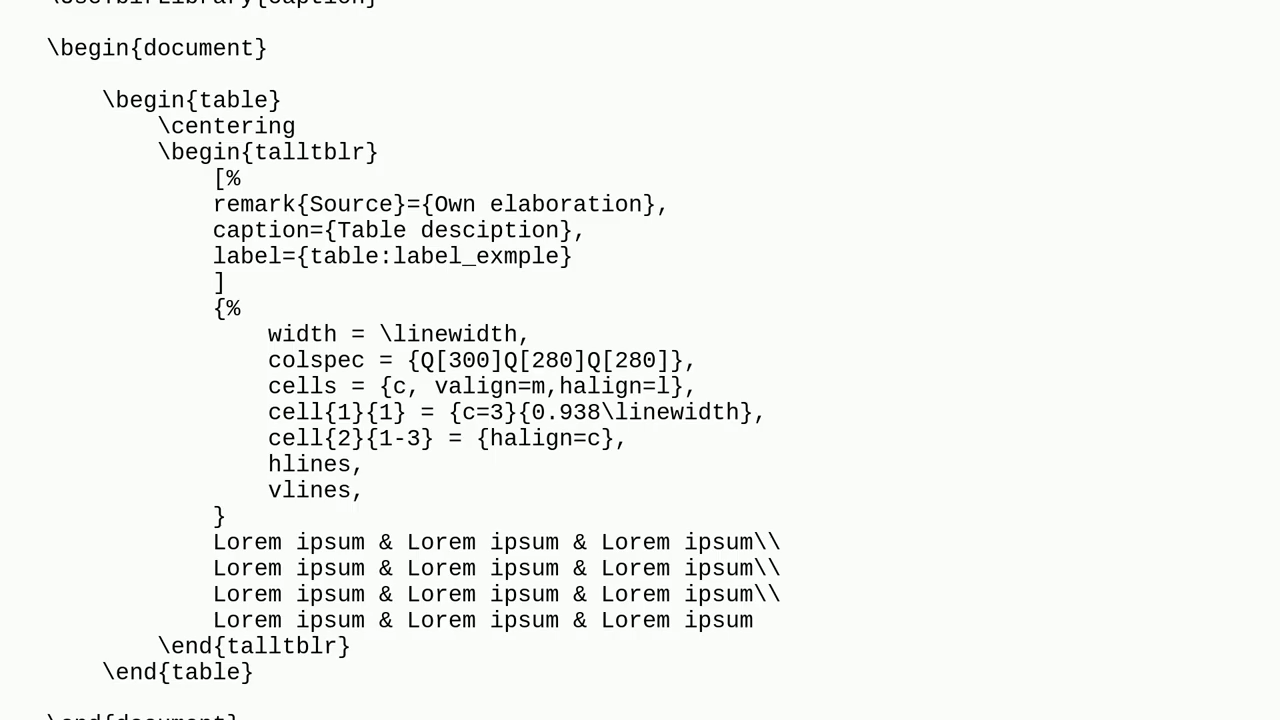 \begin{document}
\begin{table}
\centering
\begin{talltblr}
[%
remark{Source}={Own elaboration},
caption={Table desciption},
label={table:label_exmple}
]
{%
width = \linewidth,
colspec = {Q[300]Q[280]Q[280]},
cells = {c, valign=m,halign=l},
cell{1}{1} = {c=3}{0.938\linewidth},
cell{2}{1-3} = {halign=c},
hlines,
vlines,
}
Lorem ipsum & Lorem ipsum & Lorem ipsum\\
Lorem ipsum & Lorem ipsum & Lorem ipsum\\
Lorem ipsum & Lorem ipsum & Lorem ipsum\\
Lorem ipsum & Lorem ipsum & Lorem ipsum
\end{talltblr}
\end{table}
\end{document}